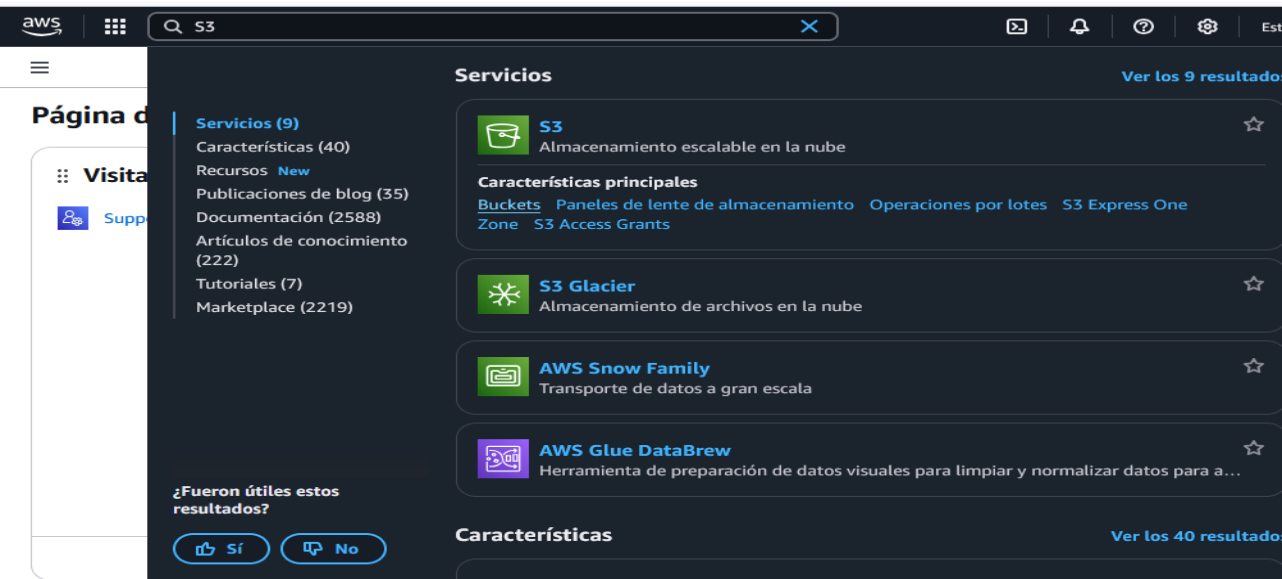 aws
S3
Est
Página d
Visita
Supp
Servicios (9)
Características (40)
Recursos New
Publicaciones de blog (35)
Documentación (2588)
Artículos de conocimiento
(222)
Tutoriales (7)
Marketplace (2219)
¿Fueron útiles estos
resultados?
Sí
No
Servicios
Ver los 9 resultados
S3
Almacenamiento escalable en la nube
Características principales
Buckets Paneles de lente de almacenamiento Operaciones por lotes S3 Express One
Zone S3 Access Grants
S3 Glacier
Almacenamiento de archivos en la nube
AWS Snow Family
Transporte de datos a gran escala
AWS Glue DataBrew
Herramienta de preparación de datos visuales para limpiar y normalizar datos para a...
Características
Ver los 40 resultados